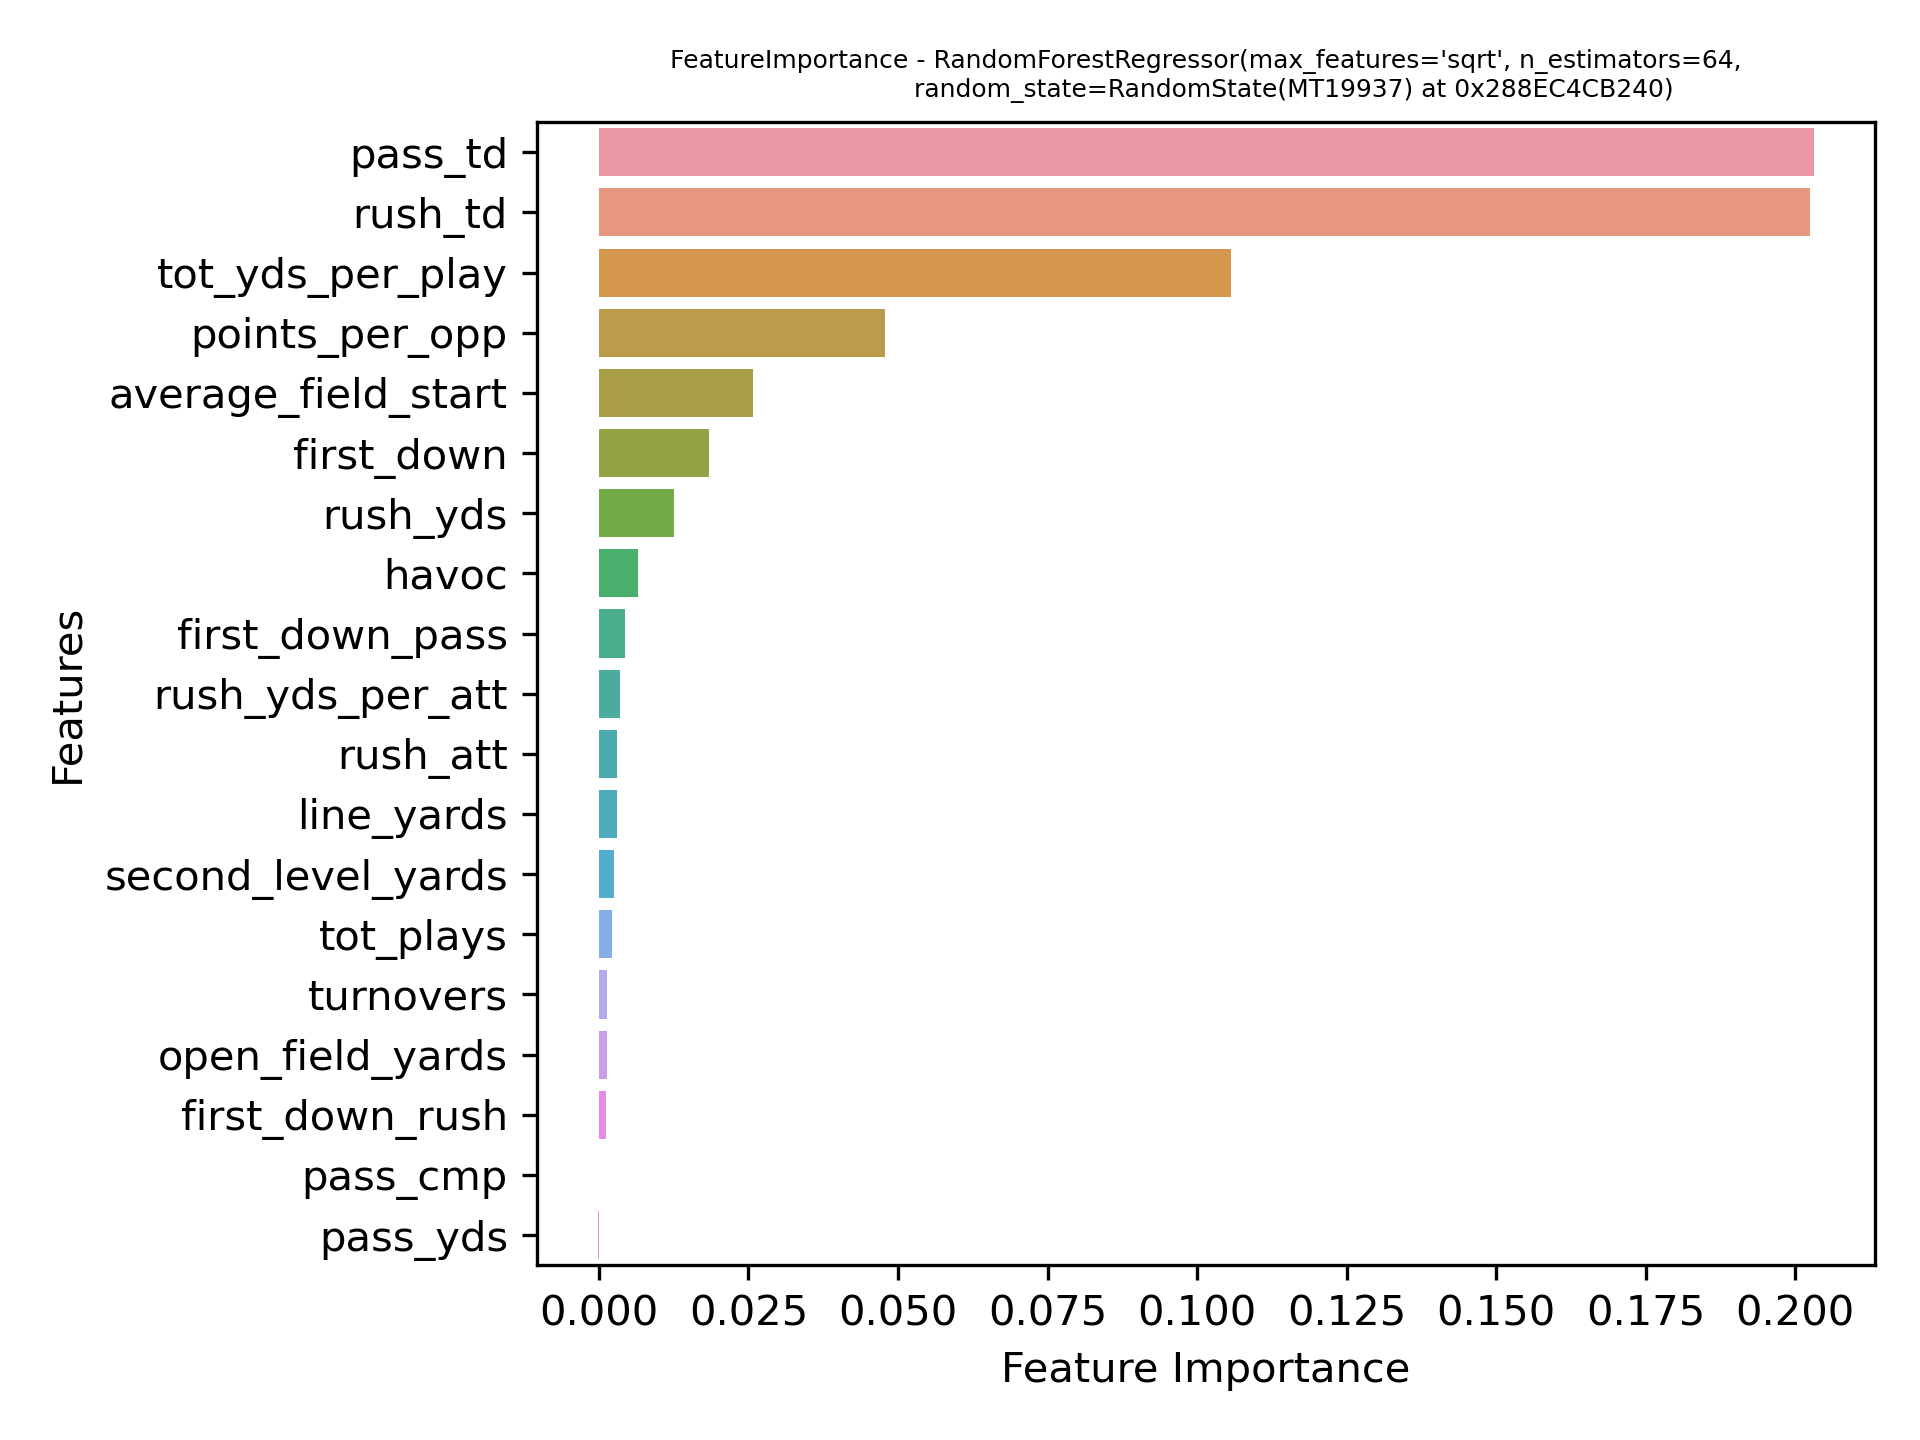 FeatureImportance - RandomForestRegressor(max_features='sqrt', n_estimators=64,
random_state=RandomState(MT19937) at 0x288EC4CB240)
pass_td
rush_td
tot_yds_per_play
points_per_opp
average_field_start
first_down
rush_yds
havoc
first_down_pass
rush_yds_per_att
rush_att
line_yards
second_level_yards
tot_plays
turnovers
open_field_yards
first_down_rush
pass_cmp
pass_yds
Features
0.000 0.025 0.050 0.075 0.100 0.125 0.150 0.175 0.200
Feature Importance